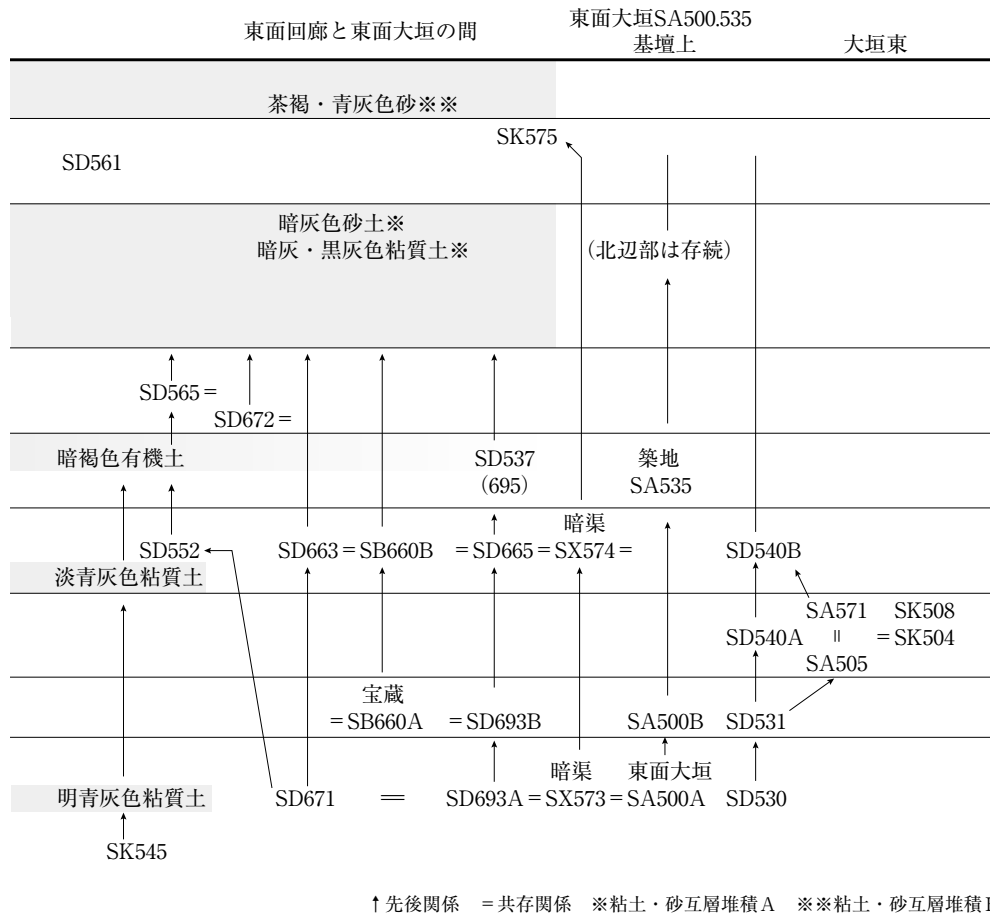 東面回廊と東面大垣の間
東面大垣SA500.535
基壇上
大垣東
茶褐・青灰色砂※※
SK575
SD561
暗灰色砂土※
暗灰・黒灰色粘質土※
(北辺部は存続)
SD565＝
SD672＝
暗褐色有機土
SD537
(695)
築地
SA535
暗渠
SD552
SD663＝SB660B ＝SD665＝SX574＝
SD540B
淡青灰色粘質土
SA571 SK508
SD540A ＝ ＝SK504
SA505
宝蔵
＝SB660A ＝SD693B
SA500B SD531
暗渠 東面大垣
明青灰色粘質土
SD671 ＝ SD693A＝SX573＝SA500A SD530
SK545
↑先後関係 ＝共存関係 ※粘土・砂互層堆積A ※※粘土・砂互層堆積